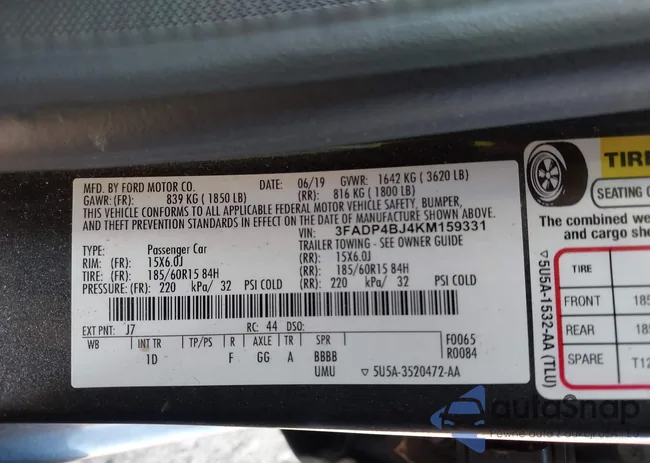 MFD. BY FORD MOTOR CO. DATE: 06/19 GVWR: 1642 KG ( 3620 LB)
GAWR:(FR): 839 KG ( 1850 LB) (RR): 816 KG ( 1800 LB)
THIS VEHICLE CONFORMS TO ALL APPLICABLE FEDERAL MOTOR VEHICLE SAFETY, BUMPER,
AND THEFT PREVENTION STANDARDS IN EFFECT ON THE DATE OF MANUFACTURE SHOWN ABOVE.
VIN: 3FADP4BJ4KM159331
TYPE: Passenger Car TRAILER TOWING - SEE OWNER GUIDE
RIM: (FR) 15X6.0J (RR): 15X6.0J
TIRE: (FR) 185/60R15 84H (RR): 185/60R15 84H
PRESSURE: (FR) 220 kPa/ 32 PSI COLD (RR): 220 kPa/ 32 PSI COLD
EXT PNT: J7 RC: 44 DSO:
WB INT TR TP/PS R AXLE TR SPR F0065
1D F GG A BBBB R0084
UMU ▽ 5U5A-3520472-AA
▽ 5U5A-1532-AA (TLU)
TIRE
SEATING
The combined
and cargo
TIRE
FRONT 185
REAR 185
SPARE T12
autoSnap